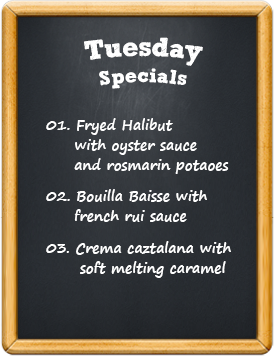 Tuesday
Specials
01. Fryed Halibut
with oyster sauce
and rosmarin potaoes
02. Bouilla Baisse with
french rui sauce
03. Crema caztalana with
soft melting caramel